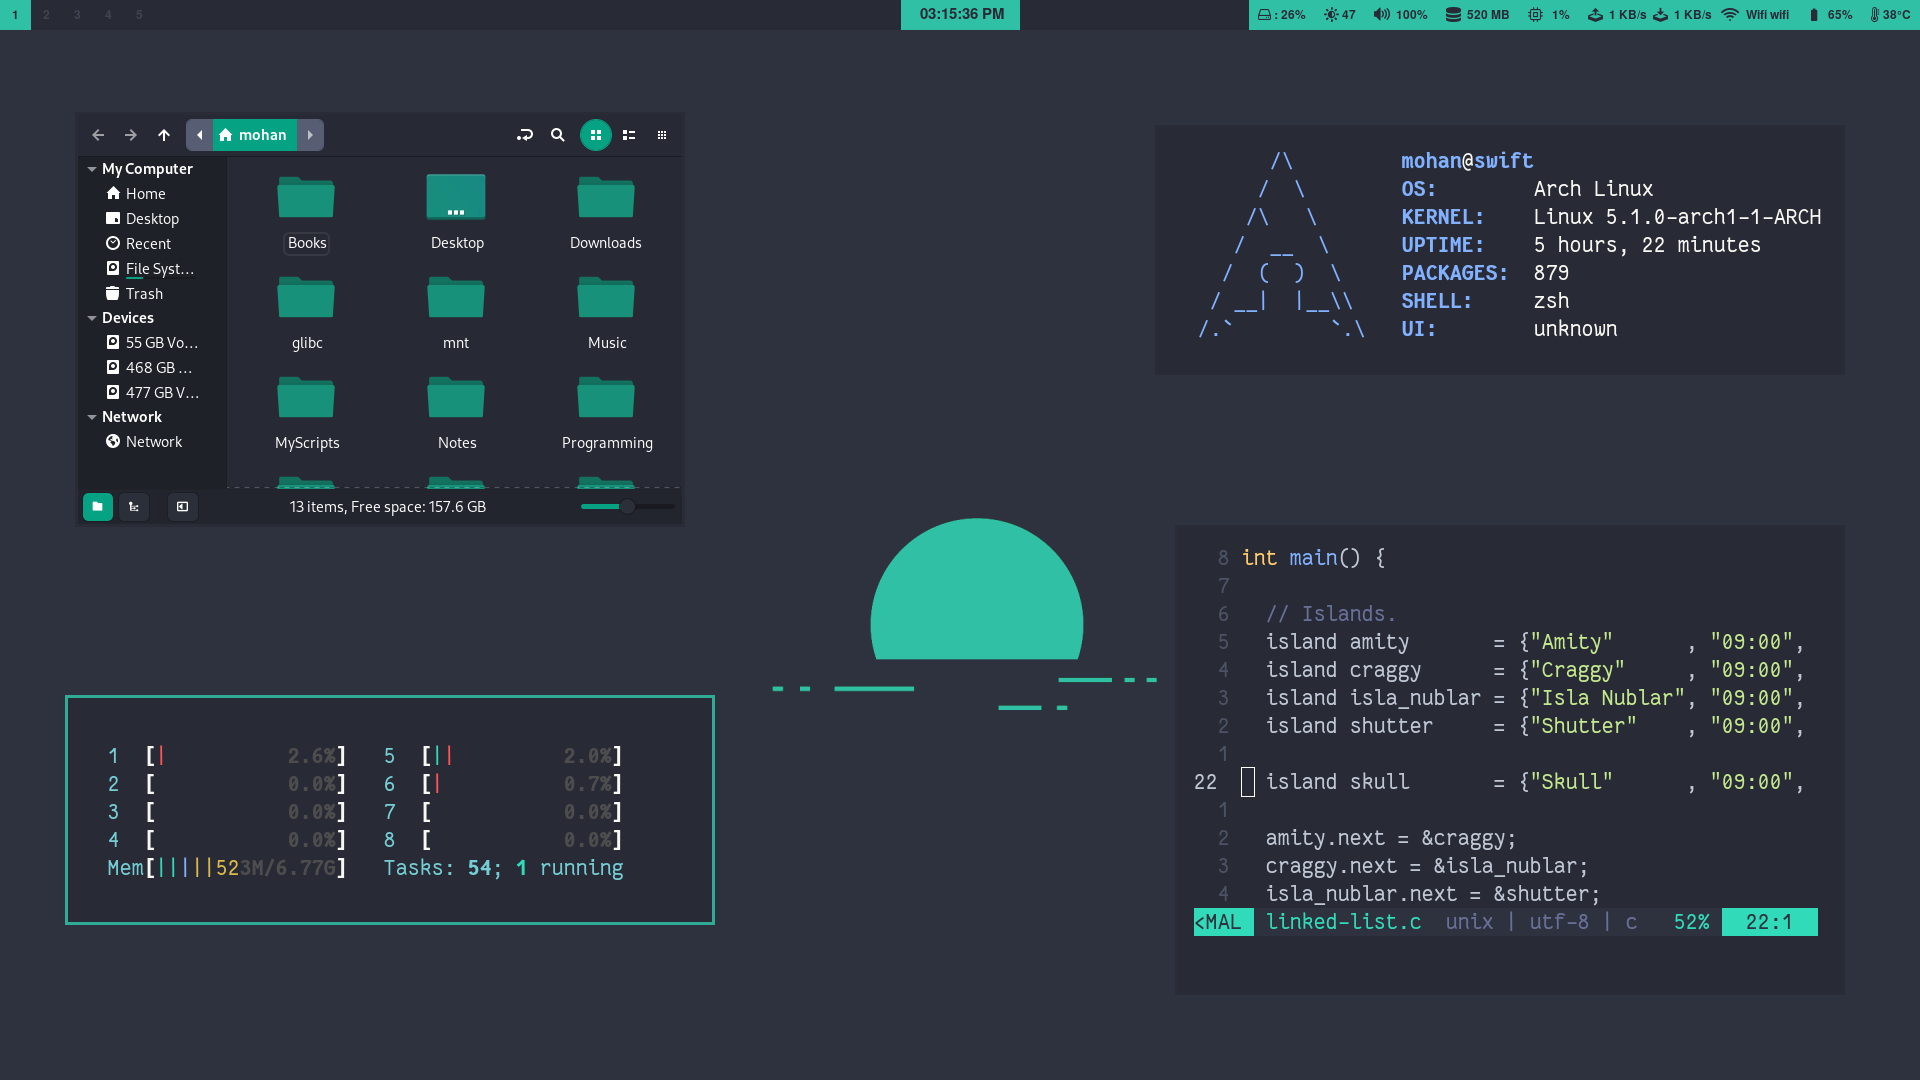 1 2 3 4 5
03:15:36 PM
: 26% 47 100% 520 MB 1% 1 KB/s 1 KB/s Wifi wifi 65% 38°C
mohan
My Computer
Home
Desktop
Recent
File Syst...
Trash
Devices
55 GB Vo...
468 GB ...
477 GB V...
Network
Network
Books Desktop Downloads
glibc mnt Music
MyScripts Notes Programming
13 items, Free space: 157.6 GB
/\
/  \
/\   \
/  __  \
/  (  )  \
/ __|  |__\\
/.`        `.\
mohan@swift
OS: Arch Linux
KERNEL: Linux 5.1.0-arch1-1-ARCH
UPTIME: 5 hours, 22 minutes
PACKAGES: 879
SHELL: zsh
UI: unknown
1 [| 2.6%] 5 [|| 2.0%]
2 [ 0.0%] 6 [| 0.7%]
3 [ 0.0%] 7 [ 0.0%]
4 [ 0.0%] 8 [ 0.0%]
Mem[|||||523M/6.77G] Tasks: 54; 1 running
8 int main() {
7
6 // Islands.
5 island amity = {"Amity" , "09:00",
4 island craggy = {"Craggy" , "09:00",
3 island isla_nublar = {"Isla Nublar", "09:00",
2 island shutter = {"Shutter" , "09:00",
1
22 island skull = {"Skull" , "09:00",
1
2 amity.next = &craggy;
3 craggy.next = &isla_nublar;
4 isla_nublar.next = &shutter;
<MAL linked-list.c unix | utf-8 | c 52% 22:1